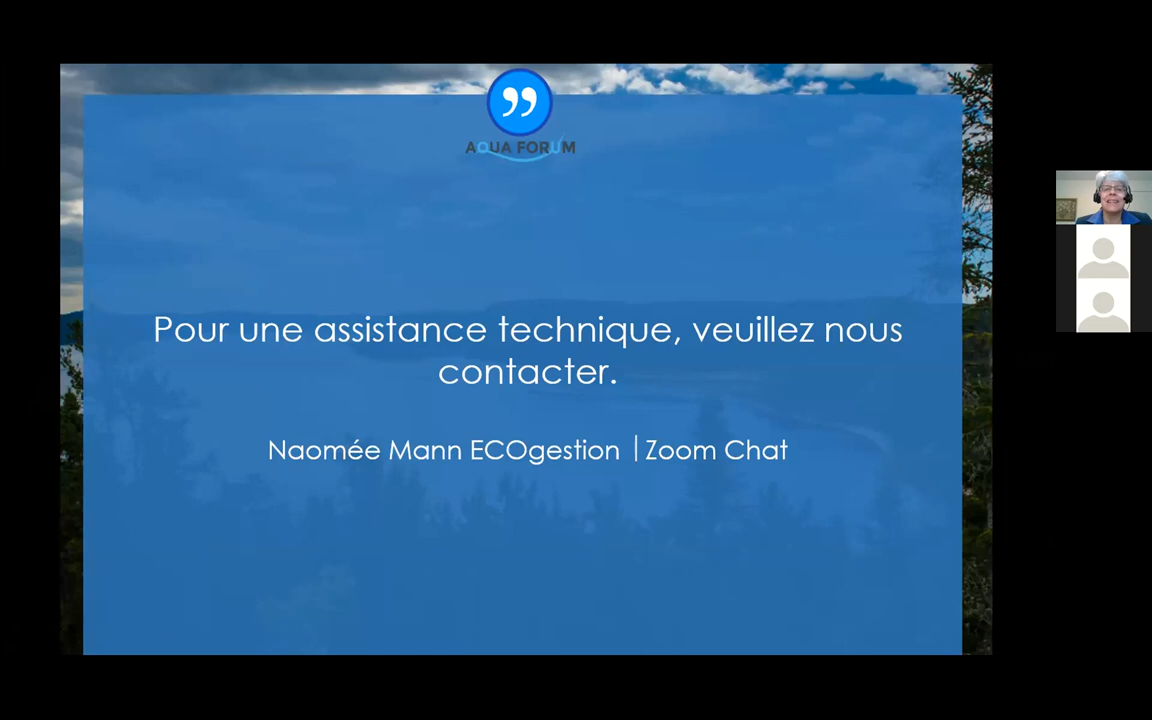 AQUA FORUM
Pour une assistance technique, veuillez nous
contacter.
Naomée Mann ECOgestion | Zoom Chat